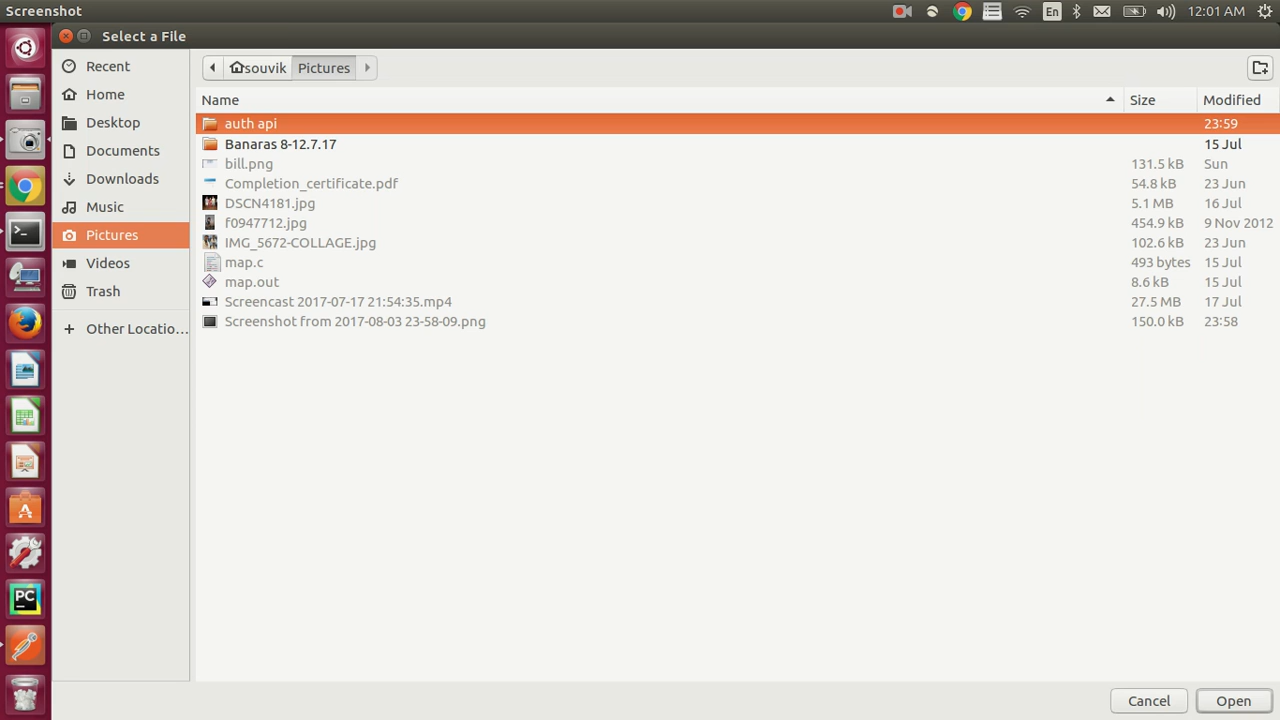 Screenshot En 12:01 AM
Select a File
Recent
Home
Desktop
Documents
Downloads
Music
Pictures
Videos
Trash
Other Locatio...
souvik Pictures
Name Size Modified
auth api 23:59
Banaras 8-12.7.17 15 Jul
bill.png 131.5 kB Sun
Completion_certificate.pdf 54.8 kB 23 Jun
DSCN4181.jpg 5.1 MB 16 Jul
f0947712.jpg 454.9 kB 9 Nov 2012
IMG_5672-COLLAGE.jpg 102.6 kB 23 Jun
map.c 493 bytes 15 Jul
map.out 8.6 kB 15 Jul
Screencast 2017-07-17 21:54:35.mp4 27.5 MB 17 Jul
Screenshot from 2017-08-03 23-58-09.png 150.0 kB 23:58
PC
Cancel Open